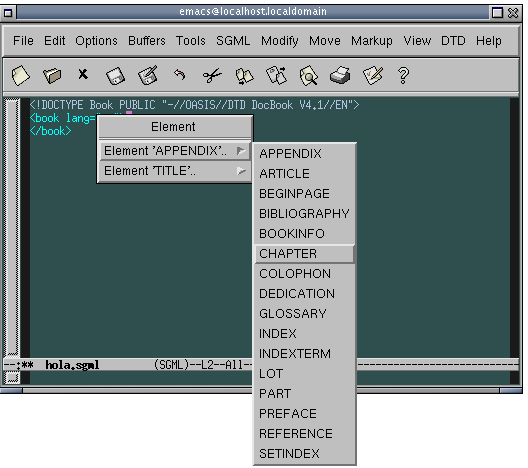 emacs@localhost.localdomain
File Edit Options Buffers Tools SGML Modify Move Markup View DTD Help
<!DOCTYPE Book PUBLIC "-//OASIS//DTD DocBook V4.1//EN">
<book lang=
</book>
Element
Element 'APPENDIX'..
Element 'TITLE'..
APPENDIX
ARTICLE
BEGINPAGE
BIBLIOGRAPHY
BOOKINFO
CHAPTER
COLOPHON
DEDICATION
GLOSSARY
INDEX
INDEXTERM
LOT
PART
PREFACE
REFERENCE
SETINDEX
--:** hola.sgml (SGML)--L2--All--